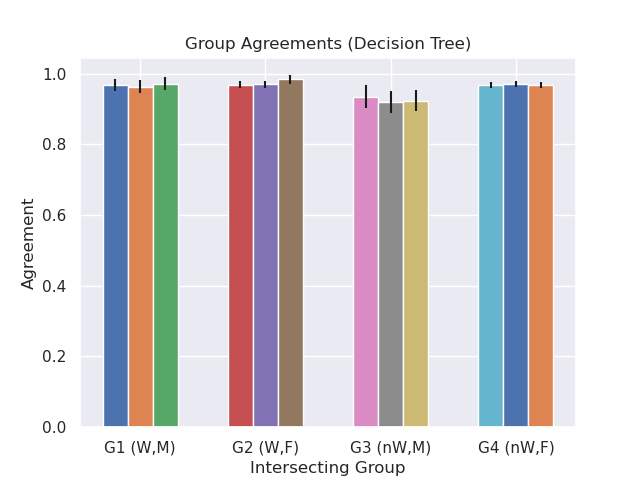 Group Agreements (Decision Tree)
1.0
0.8
0.6
0.4
0.2
0.0
Agreement
G1 (W,M) G2 (W,F) G3 (nW,M) G4 (nW,F)
Intersecting Group